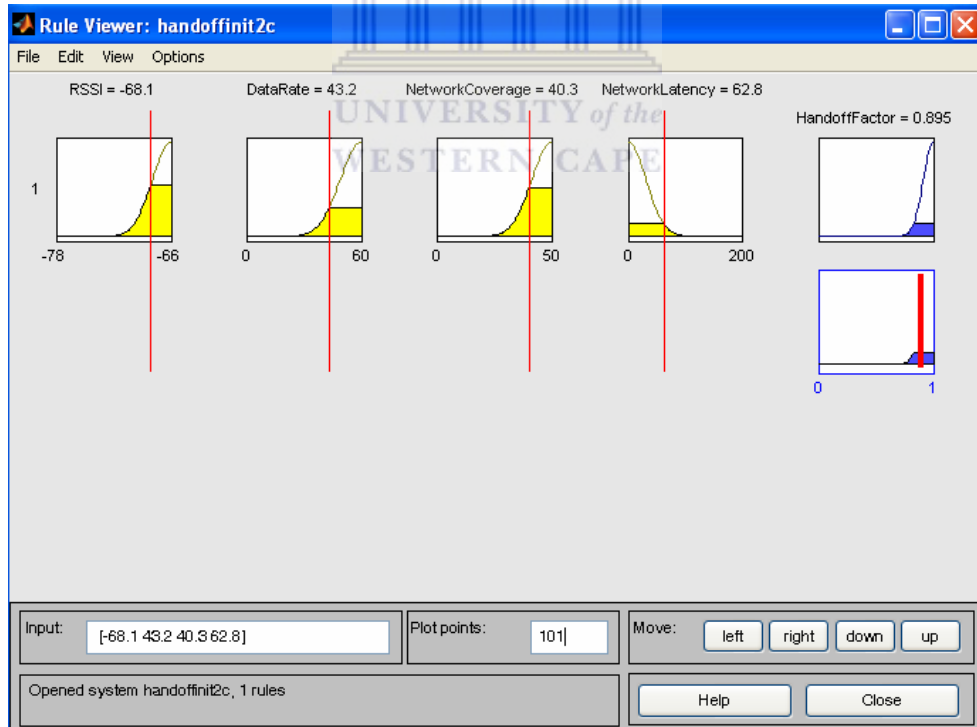 Rule Viewer: handoffinit2c
File Edit View Options
RSSI = -68.1 DataRate = 43.2 NetworkCoverage = 40.3 NetworkLatency = 62.8
HandoffFactor = 0.895
UNIVERSITY of the
WESTERN CAPE
1
-78 -66 0 60 0 50 0 200
0 1
Input: [-68.1 43.2 40.3 62.8] Plot points: 101 Move: left right down up
Opened system handoffinit2c, 1 rules Help Close